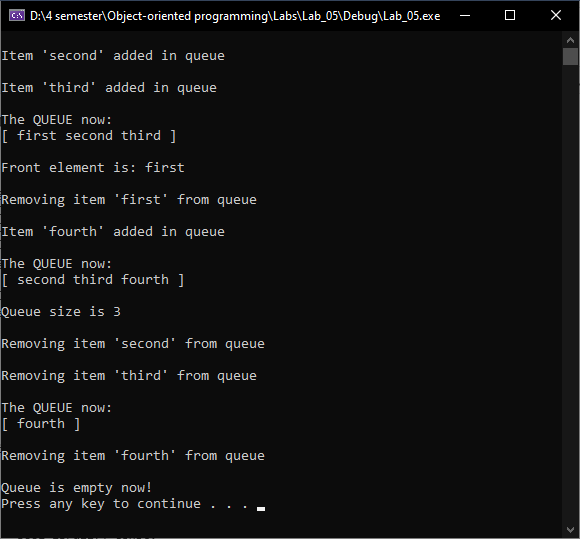 D:\4 semester\Object-oriented programming\Labs\Lab_05\Debug\Lab_05.exe
Item 'second' added in queue
Item 'third' added in queue
The QUEUE now:
[ first second third ]
Front element is: first
Removing item 'first' from queue
Item 'fourth' added in queue
The QUEUE now:
[ second third fourth ]
Queue size is 3
Removing item 'second' from queue
Removing item 'third' from queue
The QUEUE now:
[ fourth ]
Removing item 'fourth' from queue
Queue is empty now!
Press any key to continue . . .